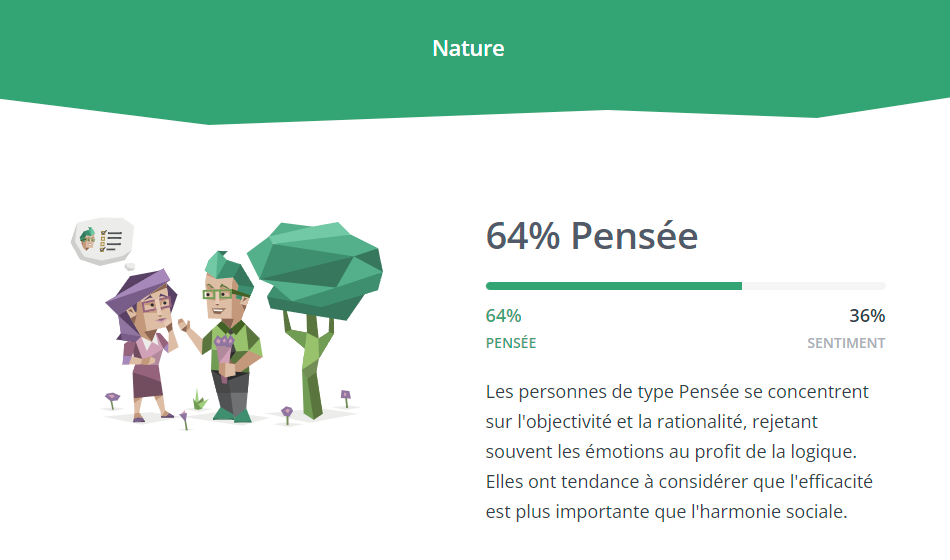 Nature
64% Pensée
64% 36%
PENSÉE SENTIMENT
Les personnes de type Pensée se concentrent
sur l'objectivité et la rationalité, rejetant
souvent les émotions au profit de la logique.
Elles ont tendance à considérer que l'efficacité
est plus importante que l'harmonie sociale.